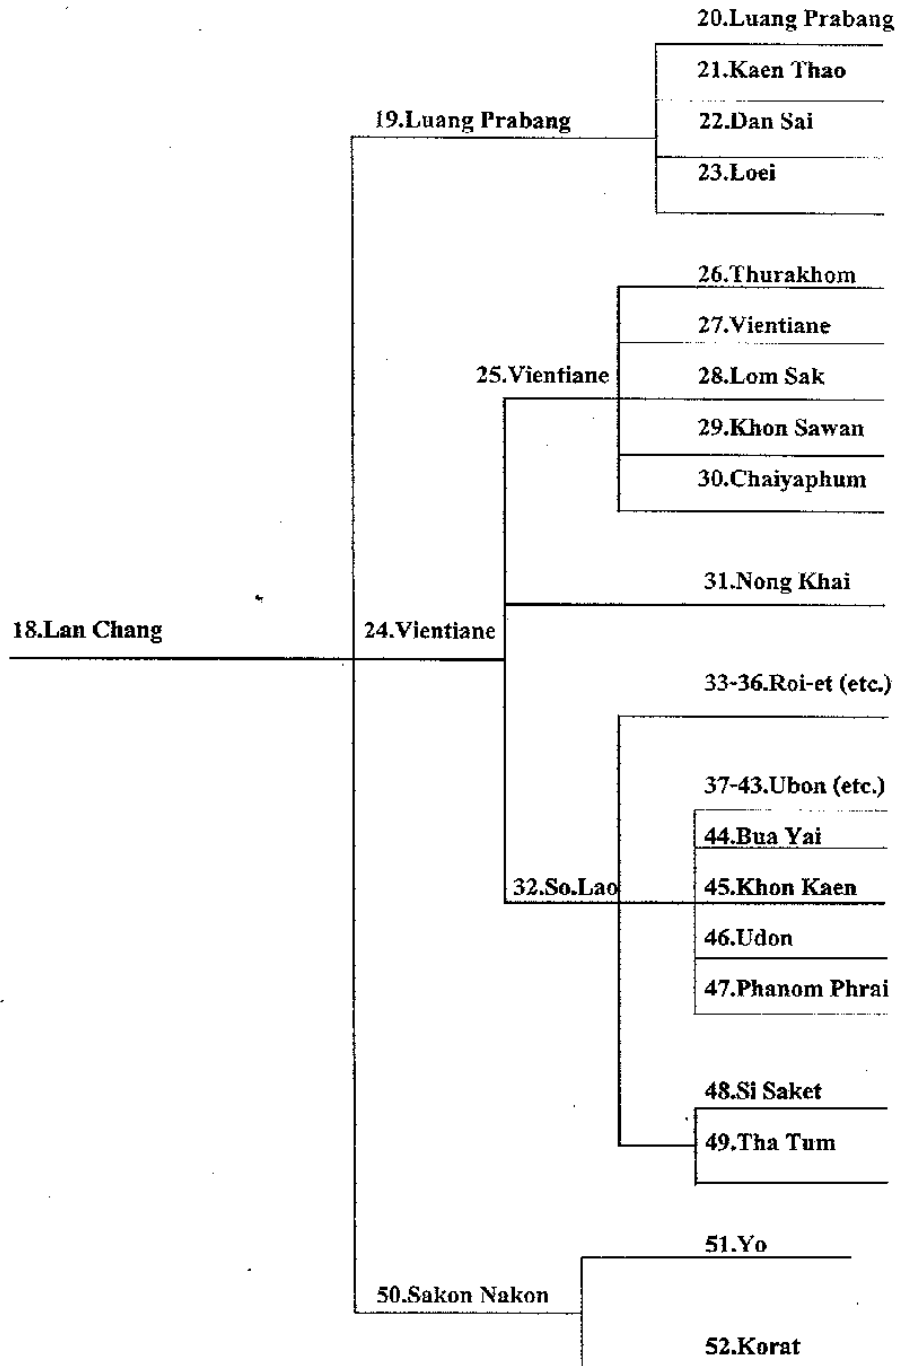 20.Luang Prabang
21.Kaen Thao
19.Luang Prabang
22.Dan Sai
23.Loei
26.Thurakhom
27.Vientiane
25.Vientiane
28.Lom Sak
29.Khon Sawan
30.Chaiyaphum
31.Nong Khai
18.Lan Chang
24.Vientiane
33-36.Roi-et (etc.)
37-43.Ubon (etc.)
44.Bua Yai
32.So.Lao
45.Khon Kaen
46.Udon
47.Phanom Phrai
48.Si Saket
49.Tha Tum
51.Yo
50.Sakon Nakon
52.Korat